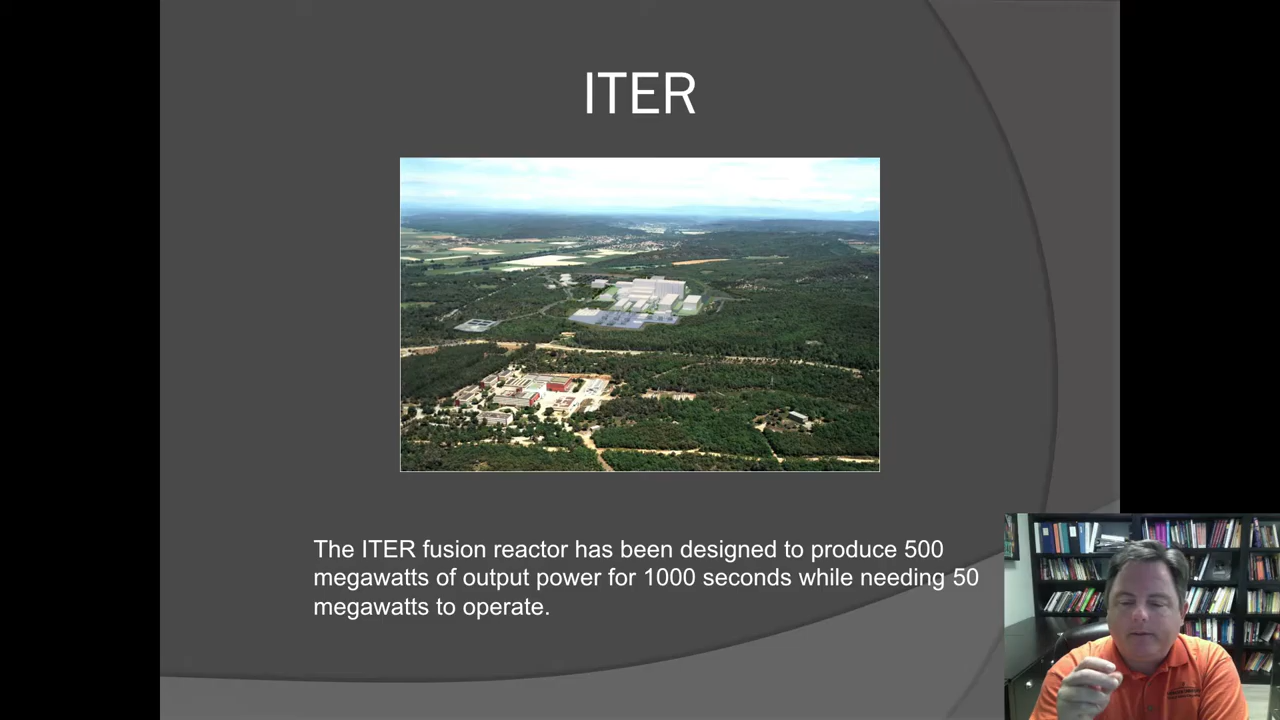 ITER
The ITER fusion reactor has been designed to produce 500
megawatts of output power for 1000 seconds while needing 50
megawatts to operate.